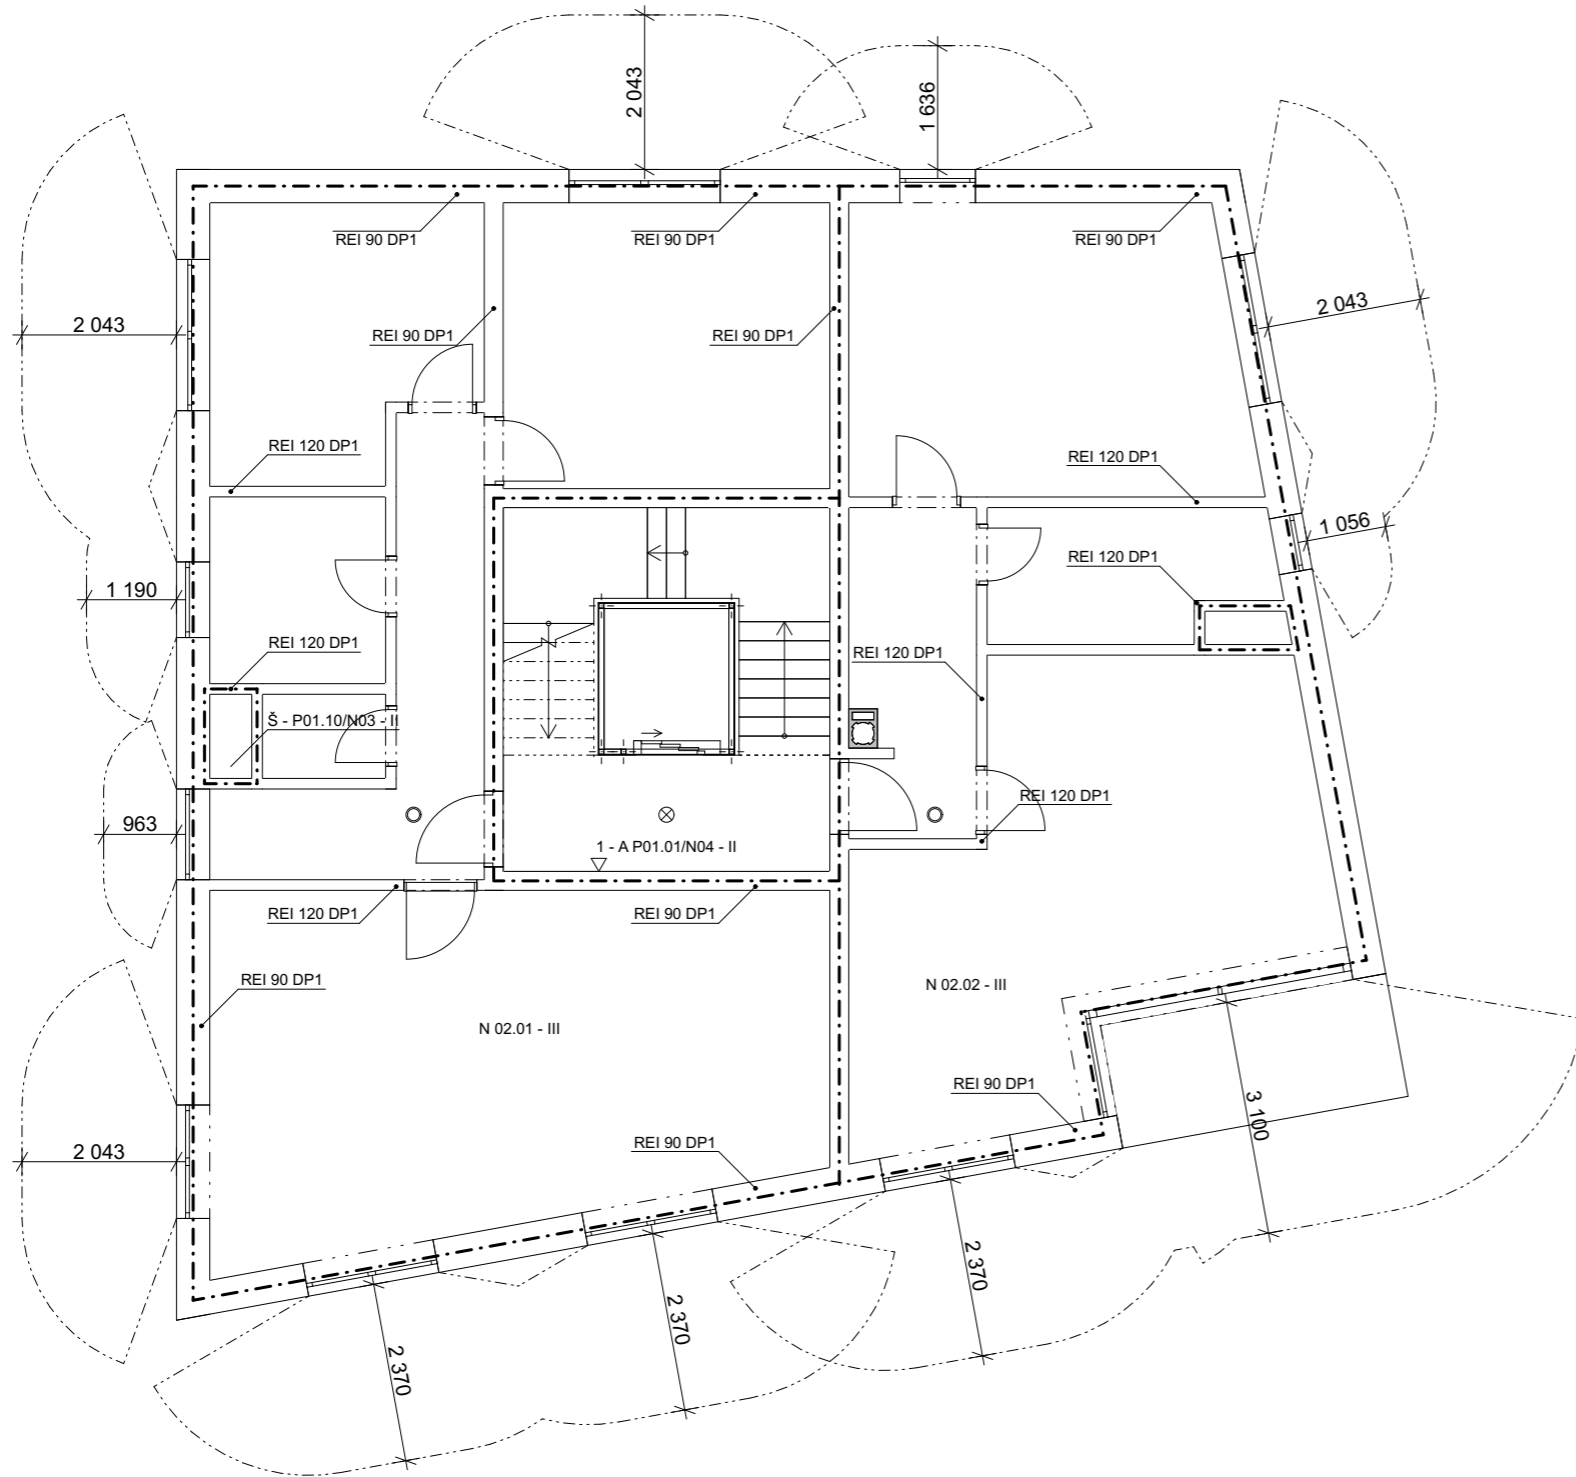 2 043
1 636
REI 90 DP1
REI 90 DP1
REI 90 DP1
2 043
2 043
REI 90 DP1
REI 90 DP1
REI 120 DP1
REI 120 DP1
1 056
REI 120 DP1
1 190
REI 120 DP1
REI 120 DP1
Š - P01.10/N03 - II
REI 120 DP1
963
1 - A P01.01/N04 - II
REI 120 DP1
REI 90 DP1
REI 90 DP1
N 02.02 - III
N 02.01 - III
REI 90 DP1
3 100
REI 90 DP1
2 043
2 370
2 370
2 370